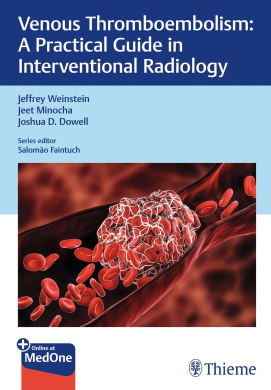 Venous Thromboembolism:
A Practical Guide in
Interventional Radiology
Jeffrey Weinstein
Jeet Minocha
Joshua D. Dowell
Series editor
Salomão Faintuch
+ Online at
MedOne
Thieme